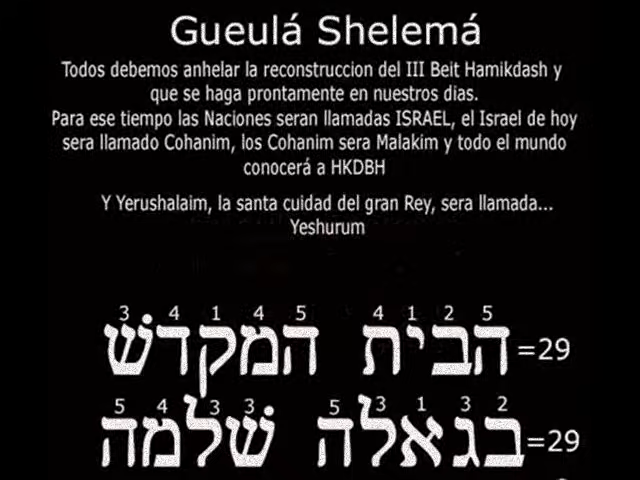 Gueulá Shelemá
Todos debemos anhelar la reconstruccion del III Beit Hamikdash y
que se haga prontamente en nuestros dias.
Para ese tiempo las Naciones seran llamadas ISRAEL, el Israel de hoy
sera llamado Cohanim, los Cohanim sera Malakim y todo el mundo
conocerá a HKDBH
Y Yerushalaim, la santa cuidad del gran Rey, sera llamada...
Yeshurum
3 4 1 4 5 4 1 2 5
הבית המקדשׁ =29
5 4 3 3 5 3 1 3 2
בגאלה שׁלמה =29